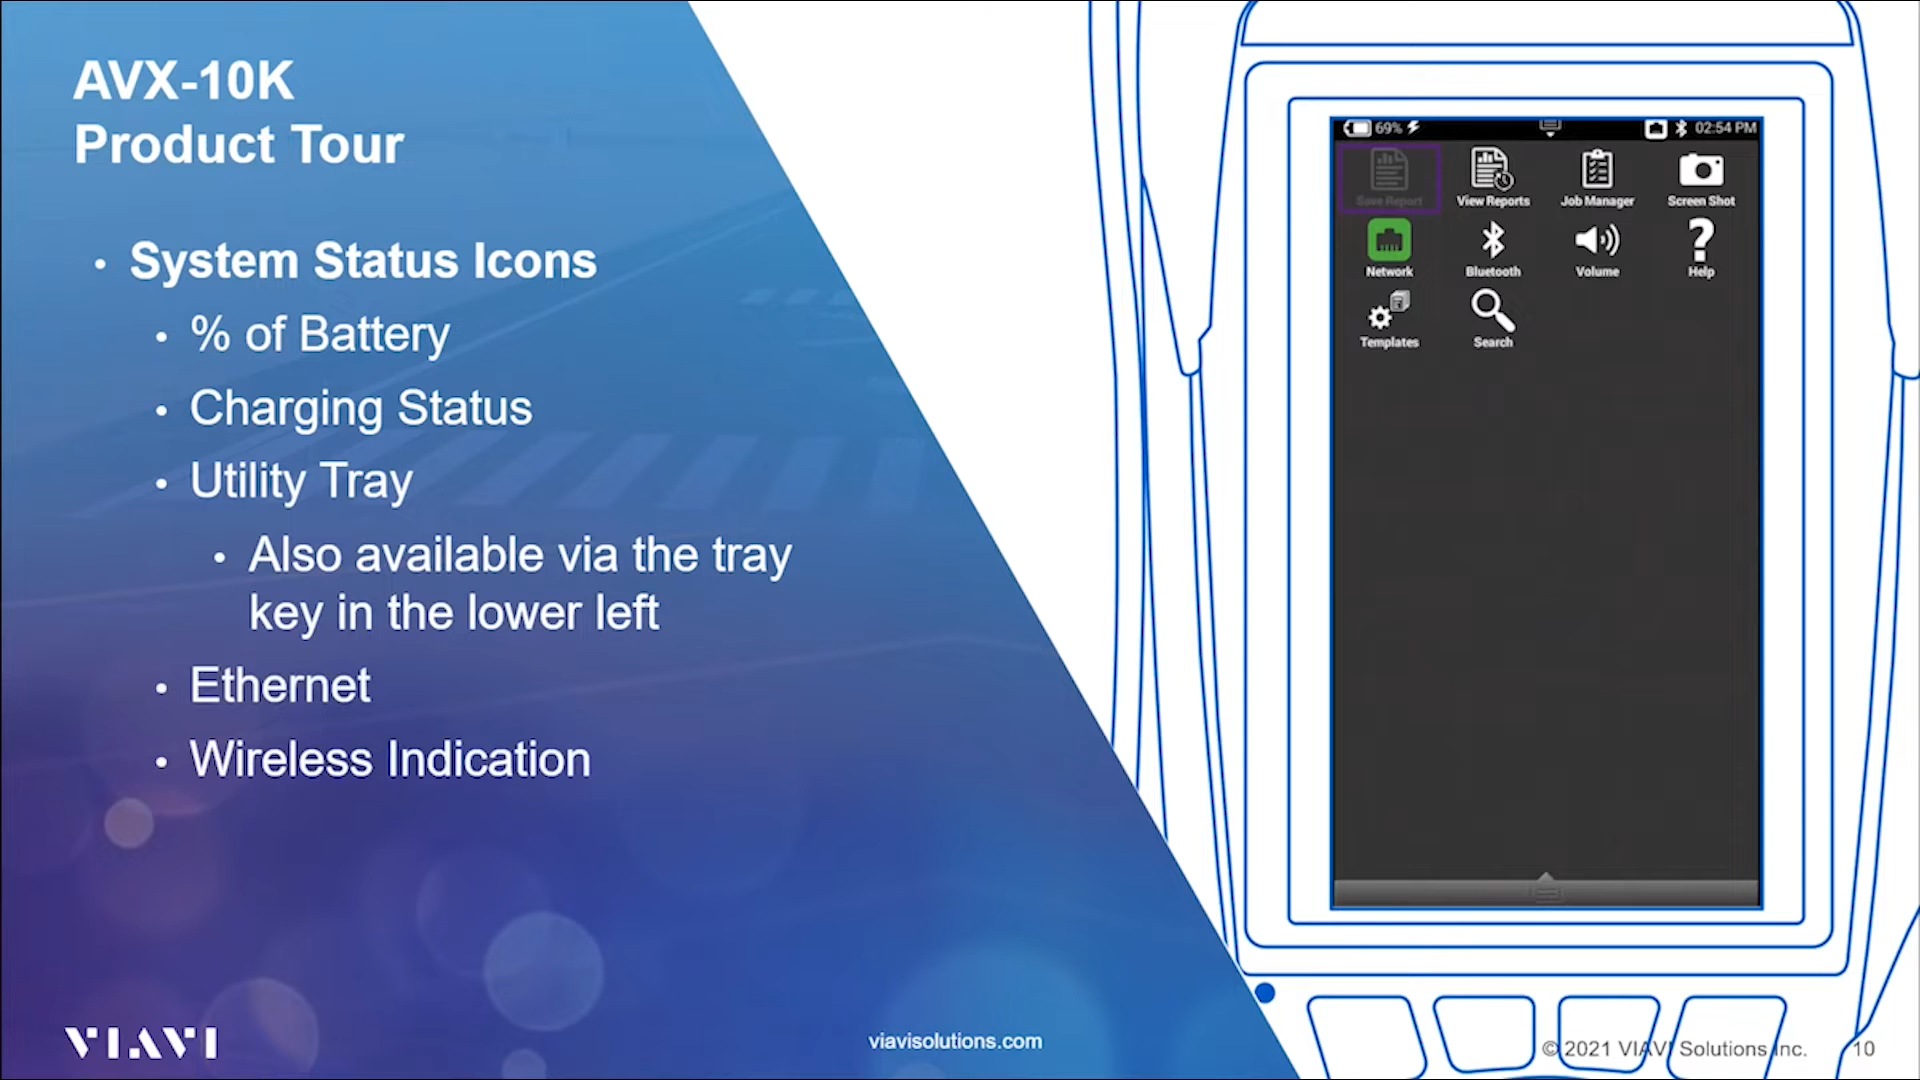 AVX-10K
Product Tour
• System Status Icons
• % of Battery
• Charging Status
• Utility Tray
• Also available via the tray
key in the lower left
• Ethernet
• Wireless Indication
69%
02:54 PM
Save Report
View Reports
Job Manager
Screen Shot
Network
Bluetooth
Volume
Help
Templates
Search
VIAVI
viavisolutions.com
© 2021 VIAVI Solutions Inc.
10